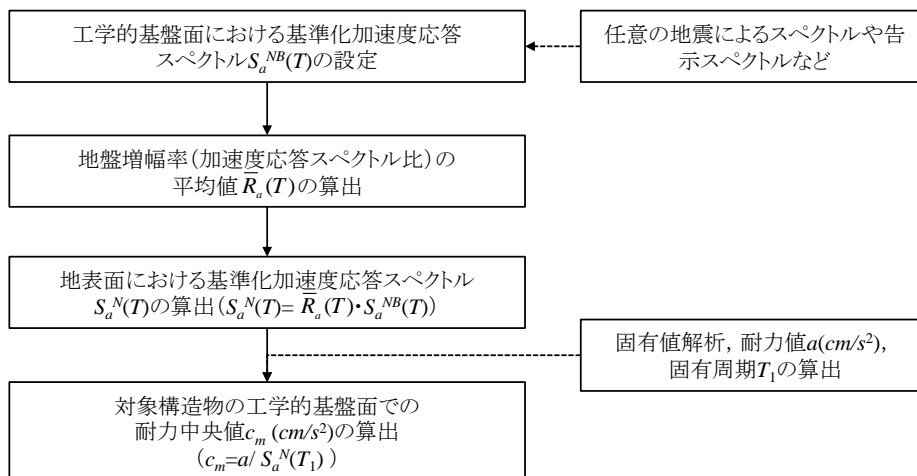 工学的基盤面における基準化加速度応答
スペクトルSₐᴺᴮ(T)の設定
任意の地震によるスペクトルや告
示スペクトルなど
地盤増幅率(加速度応答スペクトル比)の
平均値 R̅ₐ(T)の算出
地表面における基準化加速度応答スペクトル
Sₐᴺ(T)の算出(Sₐᴺ(T)= R̿ₐ(T)・Sₐᴺᴮ(T))
固有値解析, 耐力値a(cm/s²),
固有周期T₁の算出
対象構造物の工学的基盤面での
耐力中央値cₘ (cm/s²)の算出
(cₘ=a/ Sₐᴺ(T₁) )